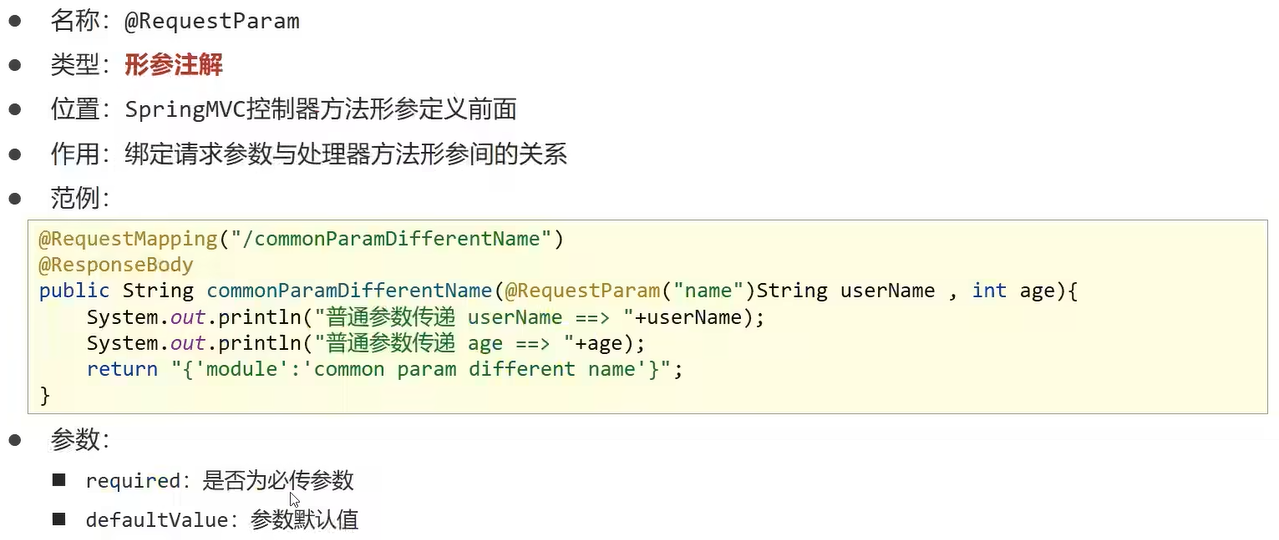 ● 名称：@RequestParam
● 类型：形参注解
● 位置：SpringMVC控制器方法形参定义前面
● 作用：绑定请求参数与处理器方法形参间的关系
● 范例：
@RequestMapping("/commonParamDifferentName")
@ResponseBody
public String commonParamDifferentName(@RequestParam("name")String userName , int age){
    System.out.println("普通参数传递 userName ==> "+userName);
    System.out.println("普通参数传递 age ==> "+age);
    return "{'module':'common param different name'}";
}
● 参数：
■ required：是否为必传参数
■ defaultValue：参数默认值